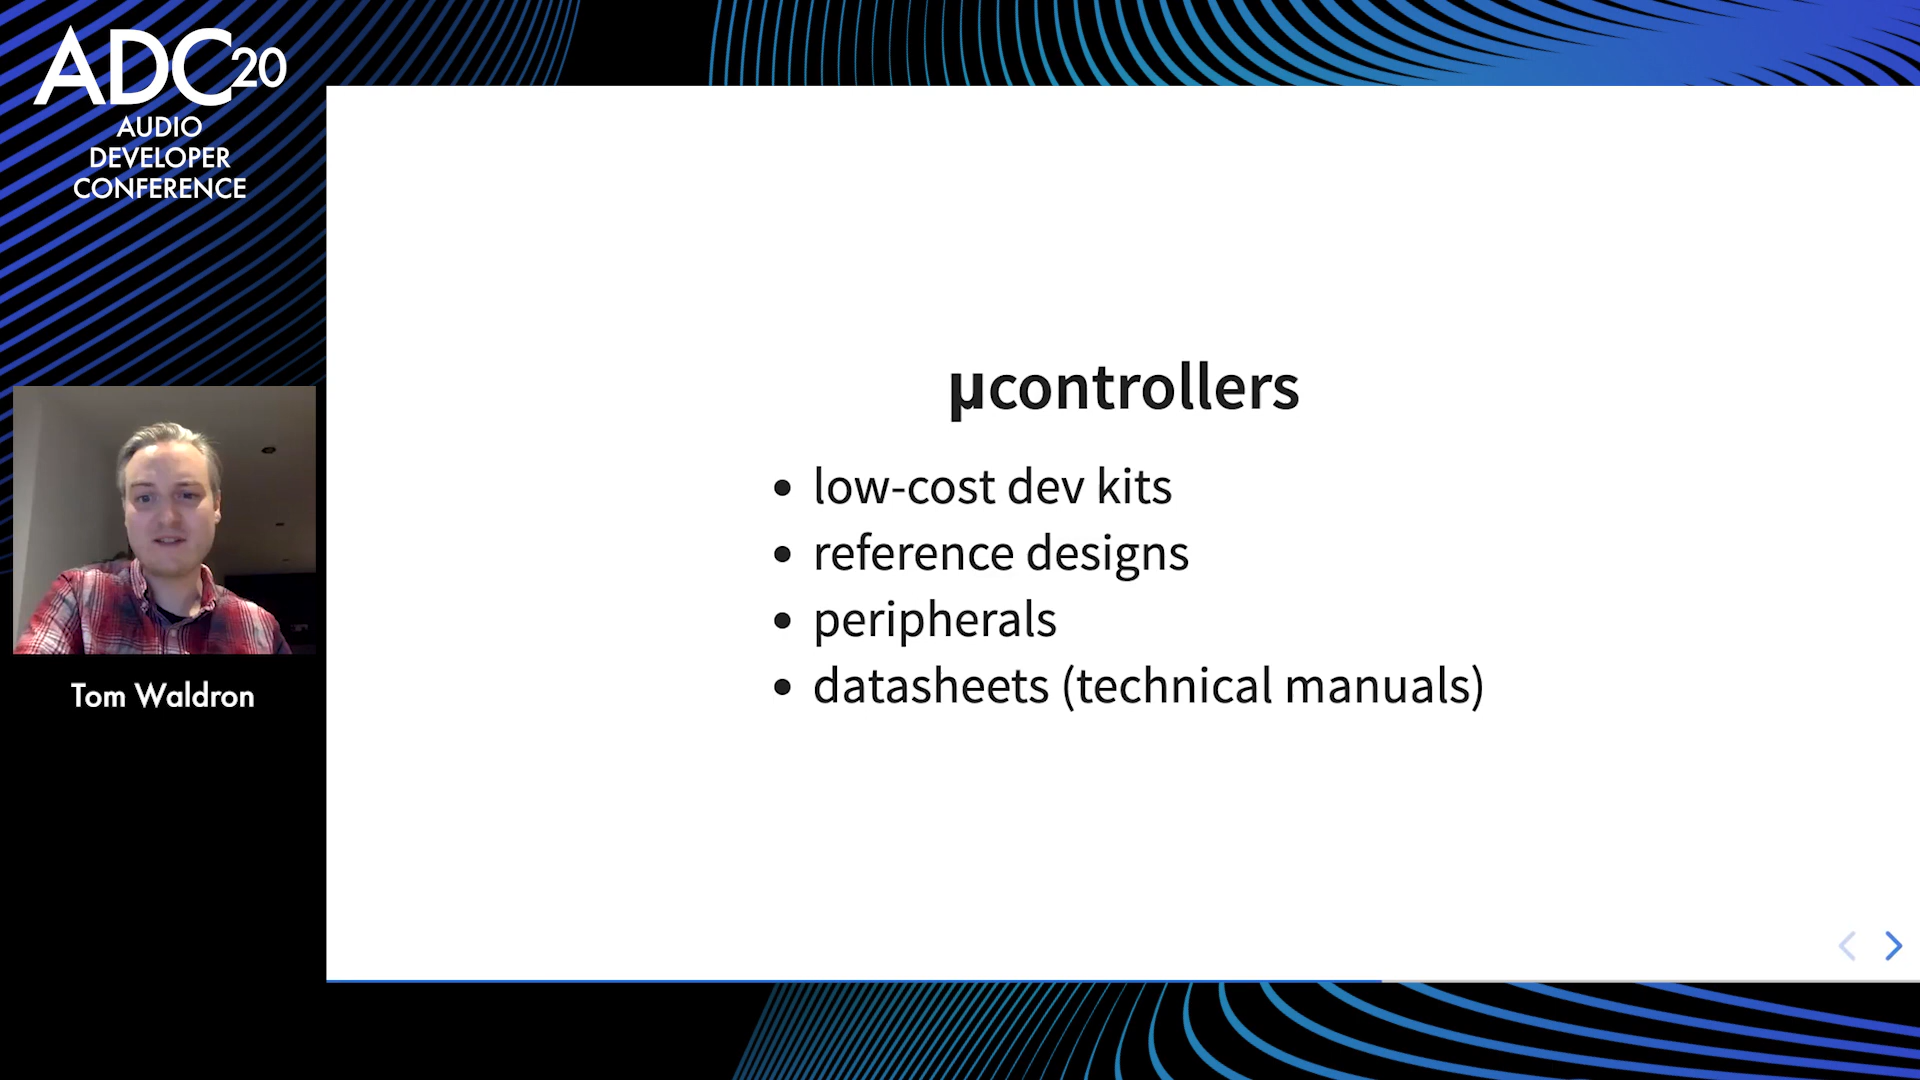 ADC20
AUDIO
DEVELOPER
CONFERENCE
Tom Waldron
µcontrollers
• low-cost dev kits
• reference designs
• peripherals
• datasheets (technical manuals)